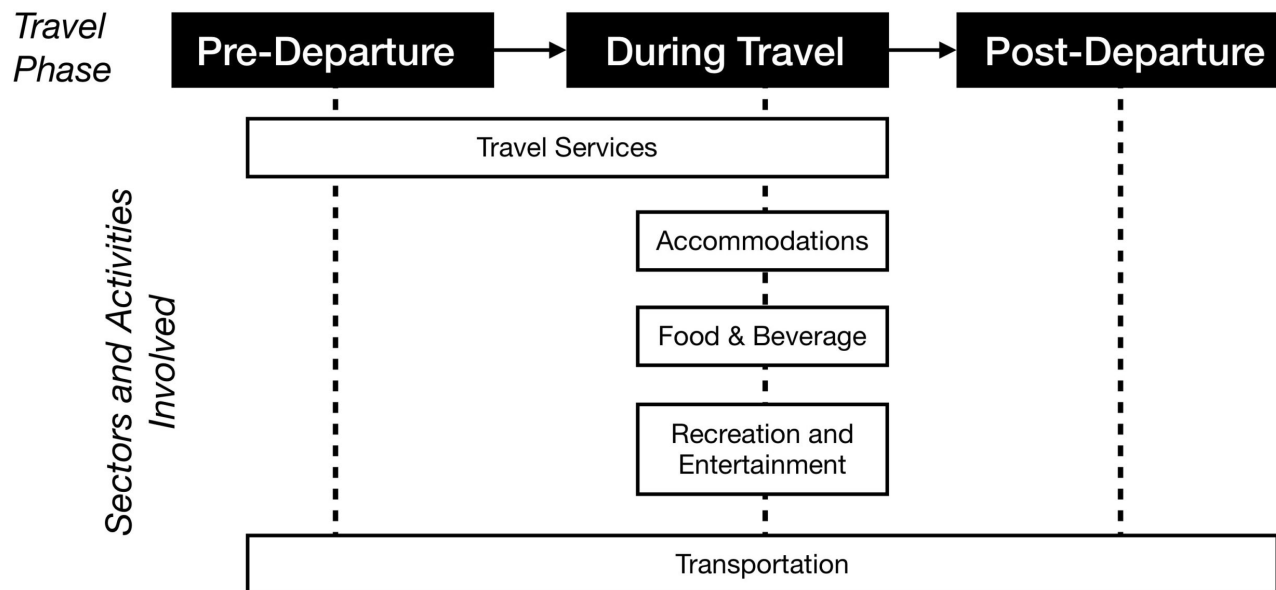 Travel
Phase
Pre-Departure
During Travel
Post-Departure
Travel Services
Sectors and Activities
Involved
Accommodations
Food & Beverage
Recreation and
Entertainment
Transportation